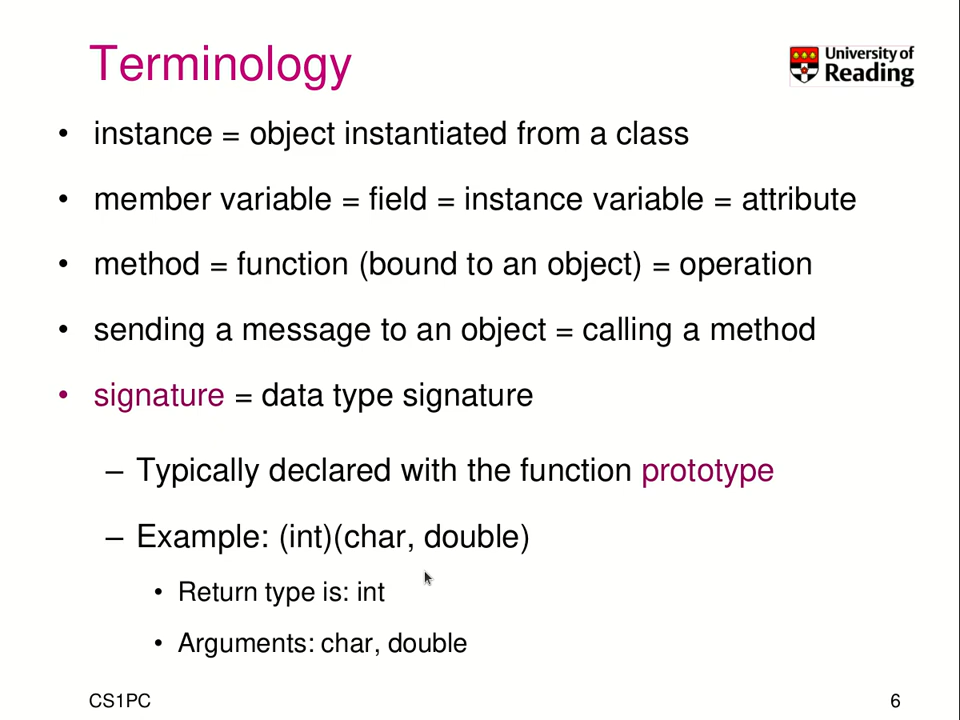 Terminology
University of
Reading
• instance = object instantiated from a class
• member variable = field = instance variable = attribute
• method = function (bound to an object) = operation
• sending a message to an object = calling a method
• signature = data type signature
– Typically declared with the function prototype
– Example: (int)(char, double)
• Return type is: int
• Arguments: char, double
CS1PC
6